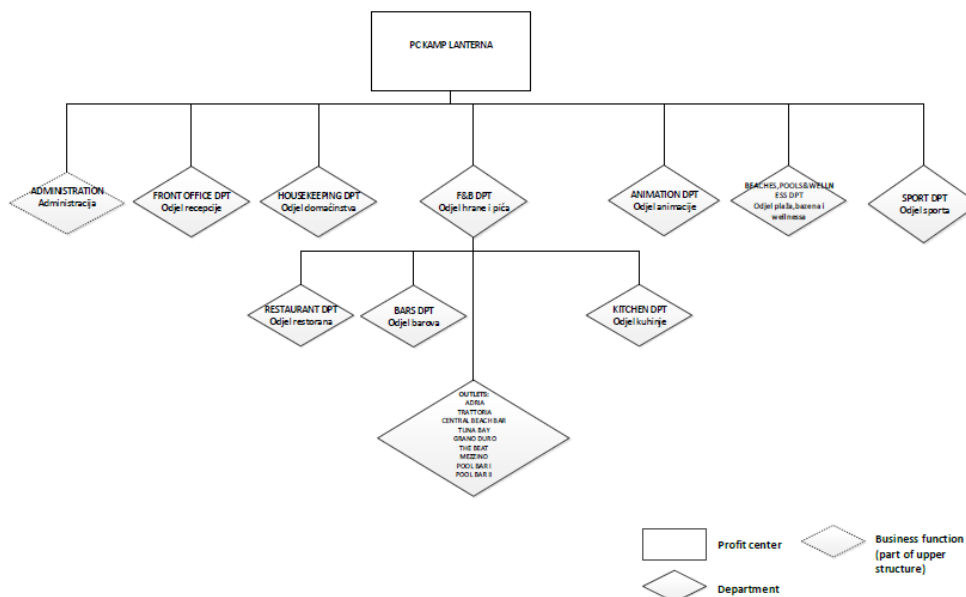 PC KAMP LANTERNA
ADMINISTRATION
Administracija
FRONT OFFICE DPT
Odjel recepcije
HOUSEKEEPING DPT
Odjel domaćinstva
F&B DPT
Odjel hrane i pića
ANIMATION DPT
Odjel animacije
BEACHES,POOLS&WELLN
ESS DPT
Odjel plaža,bazena i
wellnessa
SPORT DPT
Odjel sporta
RESTAURANT DPT
Odjel restorana
BARS DPT
Odjel barova
KITCHEN DPT
Odjel kuhinje
OUTLETS:
ADRIA
TRATTORIA
CENTRAL BEACH BAR
TUNA BAY
GRANO DURO
THE BEAT
MEZZINO
POOL BAR I
POOL BAR II
Profit center
Business function
(part of upper
structure)
Department